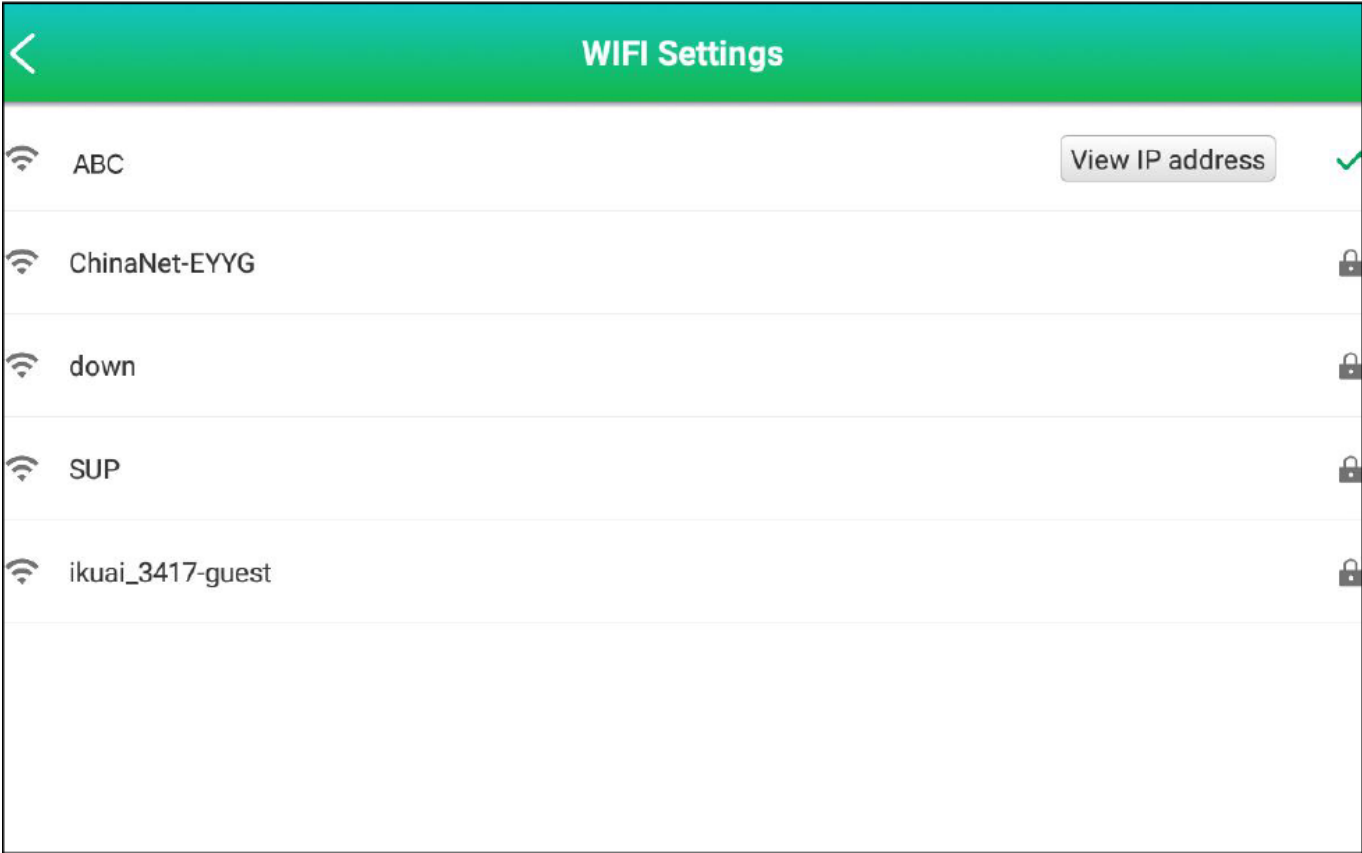 WIFI Settings
ABC View IP address
ChinaNet-EYYG
down
SUP
ikuai_3417-guest